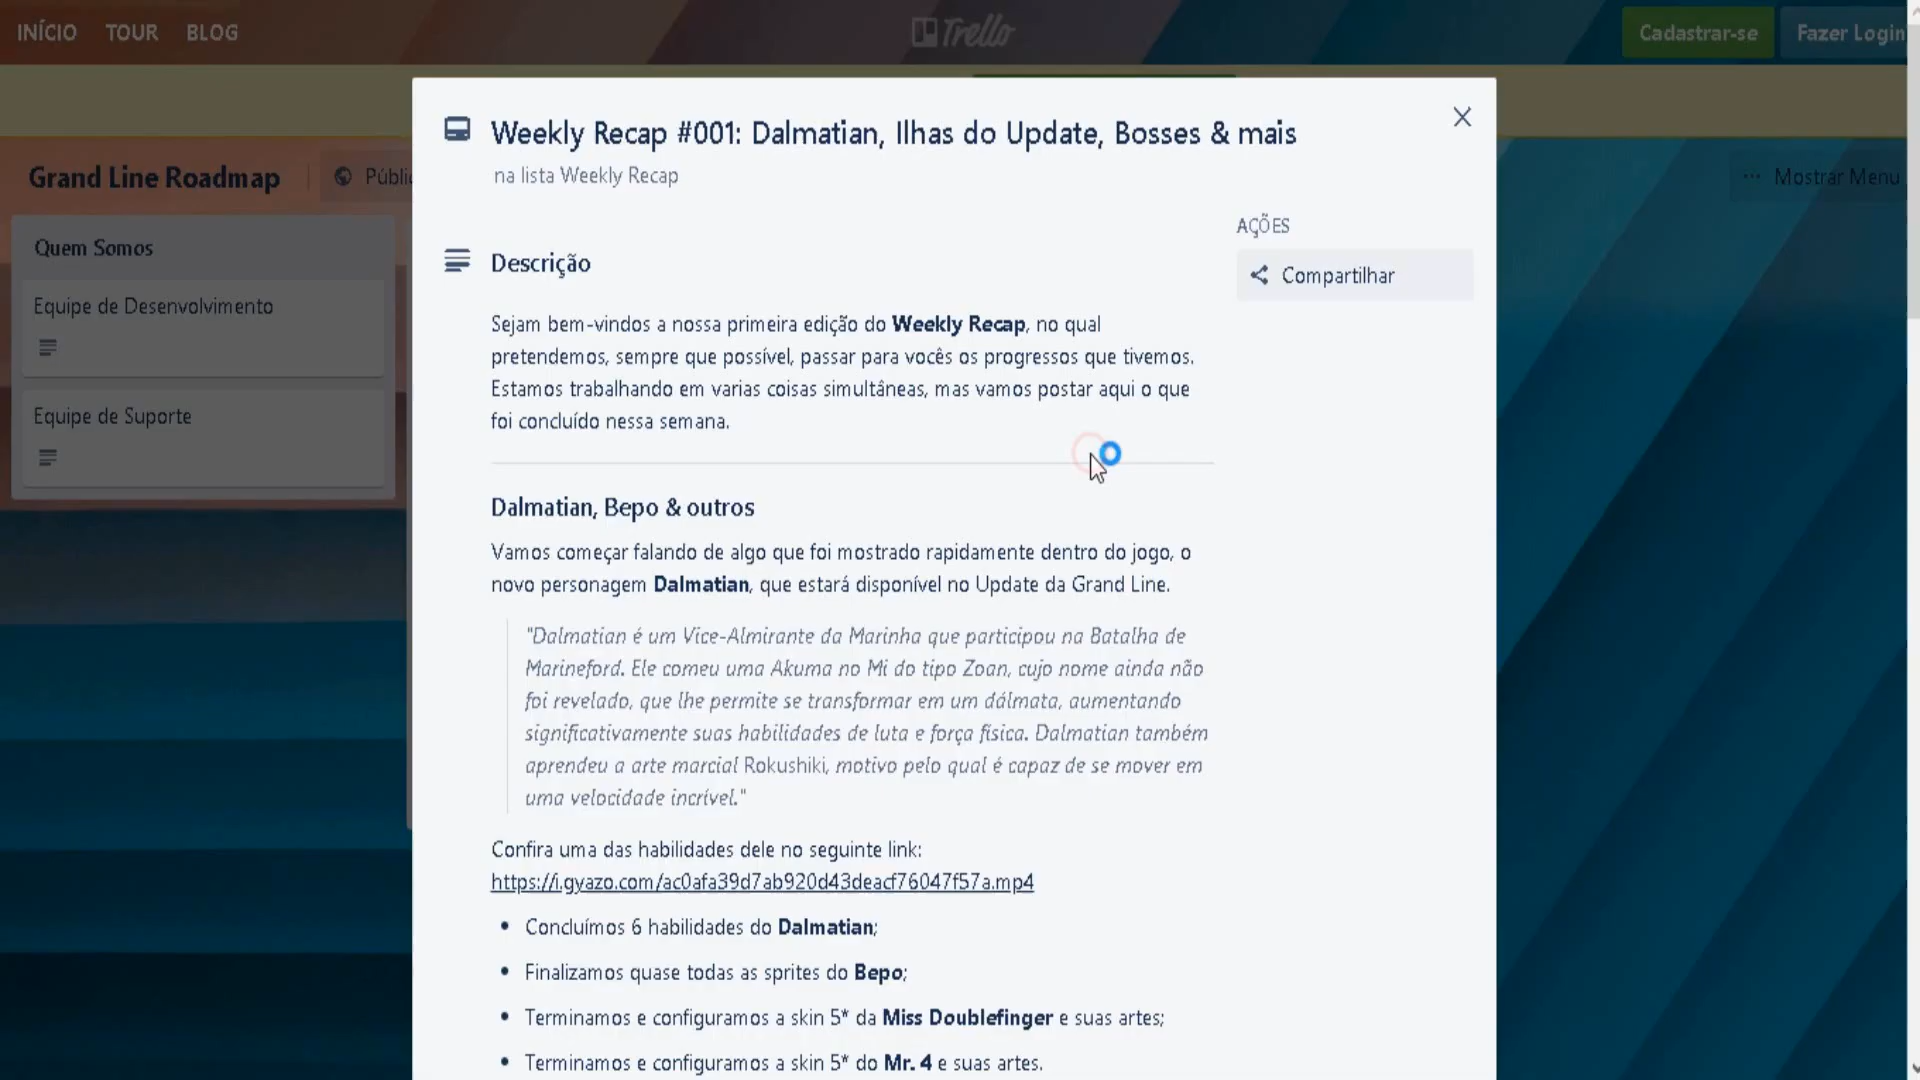 INÍCIO TOUR BLOG
Trello
Cadastrar-se Fazer Login
Grand Line Roadmap
Mostrar Menu
Quem Somos
Equipe de Desenvolvimento
Equipe de Suporte
Weekly Recap #001: Dalmatian, Ilhas do Update, Bosses & mais
na lista Weekly Recap
AÇÕES
Compartilhar
Descrição
Sejam bem-vindos a nossa primeira edição do Weekly Recap, no qual
pretendemos, sempre que possível, passar para vocês os progressos que tivemos.
Estamos trabalhando em varias coisas simultâneas, mas vamos postar aqui o que
foi concluído nessa semana.
Dalmatian, Bepo & outros
Vamos começar falando de algo que foi mostrado rapidamente dentro do jogo, o
novo personagem Dalmatian, que estará disponível no Update da Grand Line.
"Dalmatian é um Vice-Almirante da Marinha que participou na Batalha de
Marineford. Ele comeu uma Akuma no Mi do tipo Zoan, cujo nome ainda não
foi revelado, que lhe permite se transformar em um dálmata, aumentando
significativamente suas habilidades de luta e força física. Dalmatian também
aprendeu a arte marcial Rokushiki, motivo pelo qual é capaz de se mover em
uma velocidade incrível."
Confira uma das habilidades dele no seguinte link:
https://i.gyazo.com/ac0afa39d7ab920d43deacf76047f57a.mp4
• Concluímos 6 habilidades do Dalmatian;
• Finalizamos quase todas as sprites do Bepo;
• Terminamos e configuramos a skin 5* da Miss Doublefinger e suas artes;
• Terminamos e configuramos a skin 5* do Mr. 4 e suas artes.